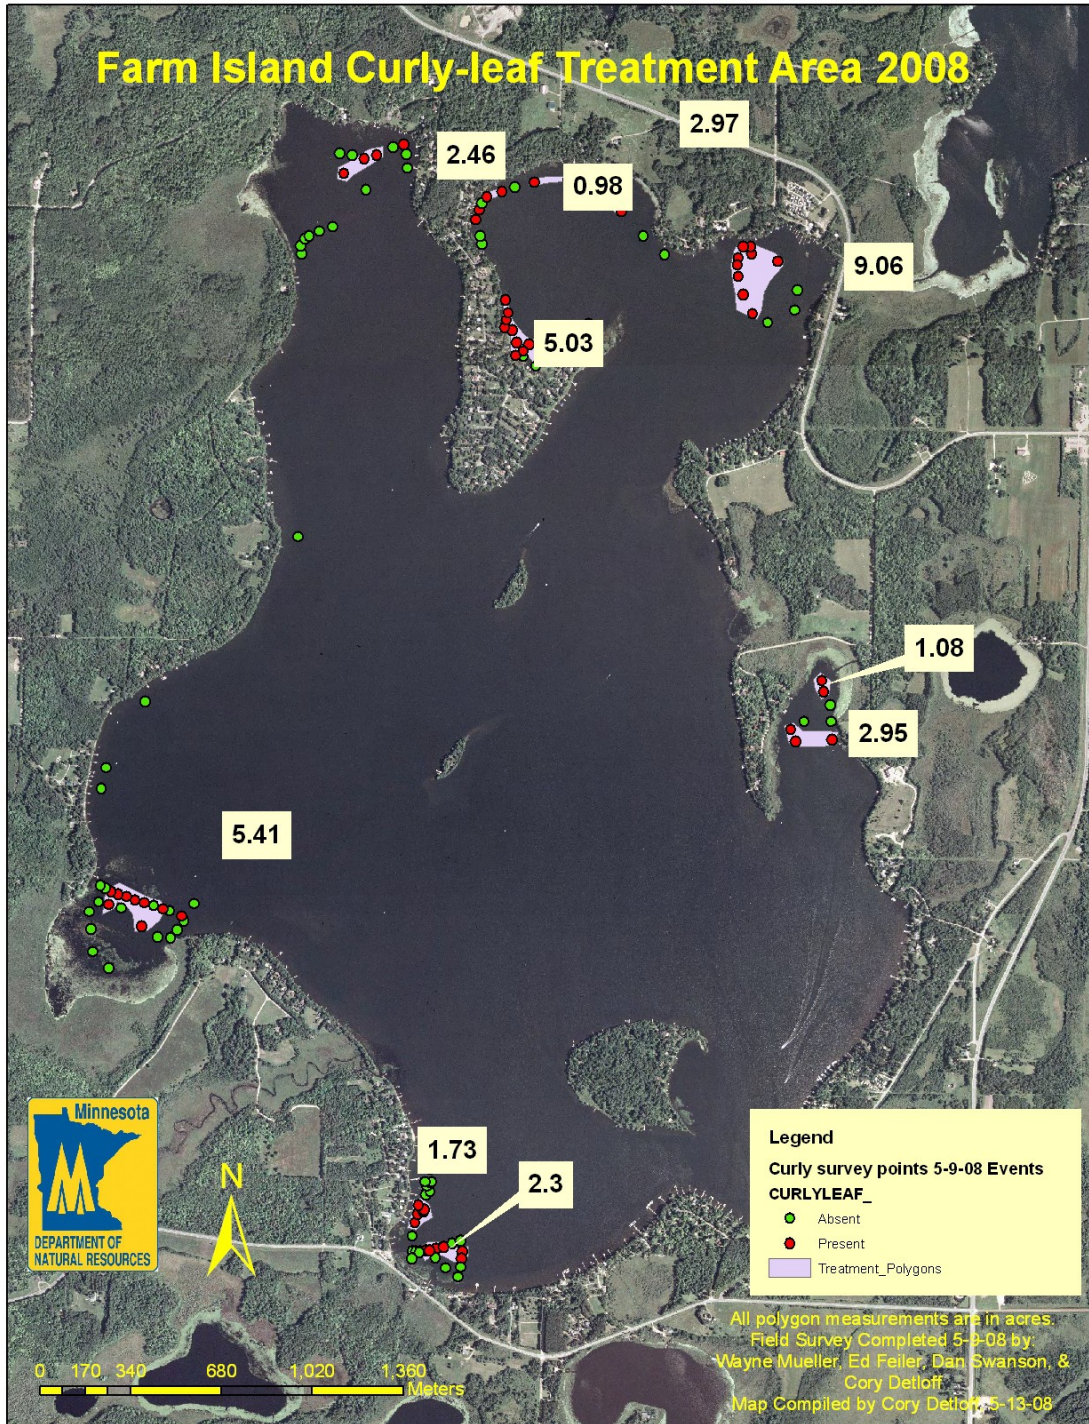 Farm Island Curly-leaf Treatment Area 2008
2.97
2.46
0.98
9.06
5.03
1.08
2.95
5.41
1.73
2.3
Minnesota
DEPARTMENT OF
NATURAL RESOURCES
N
0 170 340 680 1,020 1,360
Meters
Legend
Curly survey points 5-9-08 Events
CURLYLEAF_
Absent
Present
Treatment_Polygons
All polygon measurements are in acres.
Field Survey Completed 5-9-08 by:
Wayne Mueller, Ed Feiler, Dan Swanson, &
Cory Detloff
Map Compiled by Cory Detloff, 5-13-08